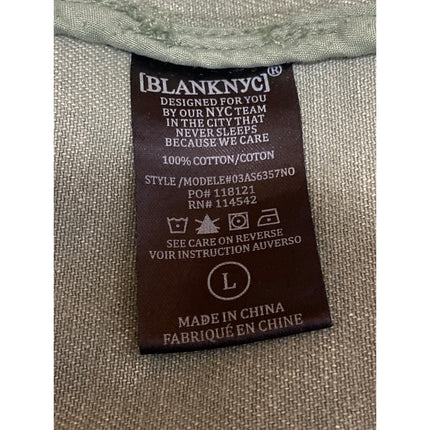 [BLANKNYC]®
DESIGNED FOR YOU
BY OUR NYC TEAM
IN THE CITY THAT
NEVER SLEEPS
BECAUSE WE CARE
100% COTTON/COTON
STYLE/MODELE#03AS6357NO
PO# 118121
RN# 114542
SEE CARE ON REVERSE
VOIR INSTRUCTION AUVERSO
L
MADE IN CHINA
FABRIQUÉ EN CHINE